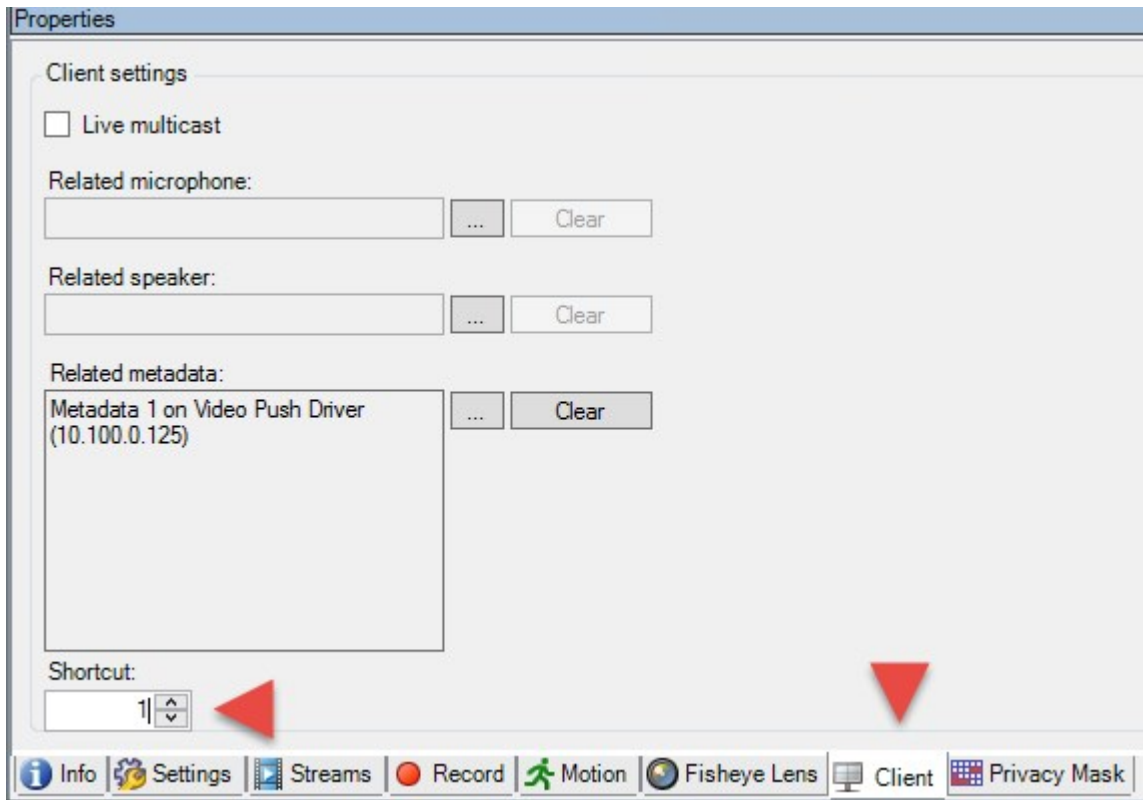 Properties
Client settings
Live multicast
Related microphone:
... Clear
Related speaker:
... Clear
Related metadata:
Metadata 1 on Video Push Driver ... Clear
(10.100.0.125)
Shortcut:
1
Info Settings Streams Record Motion Fisheye Lens Client Privacy Mask